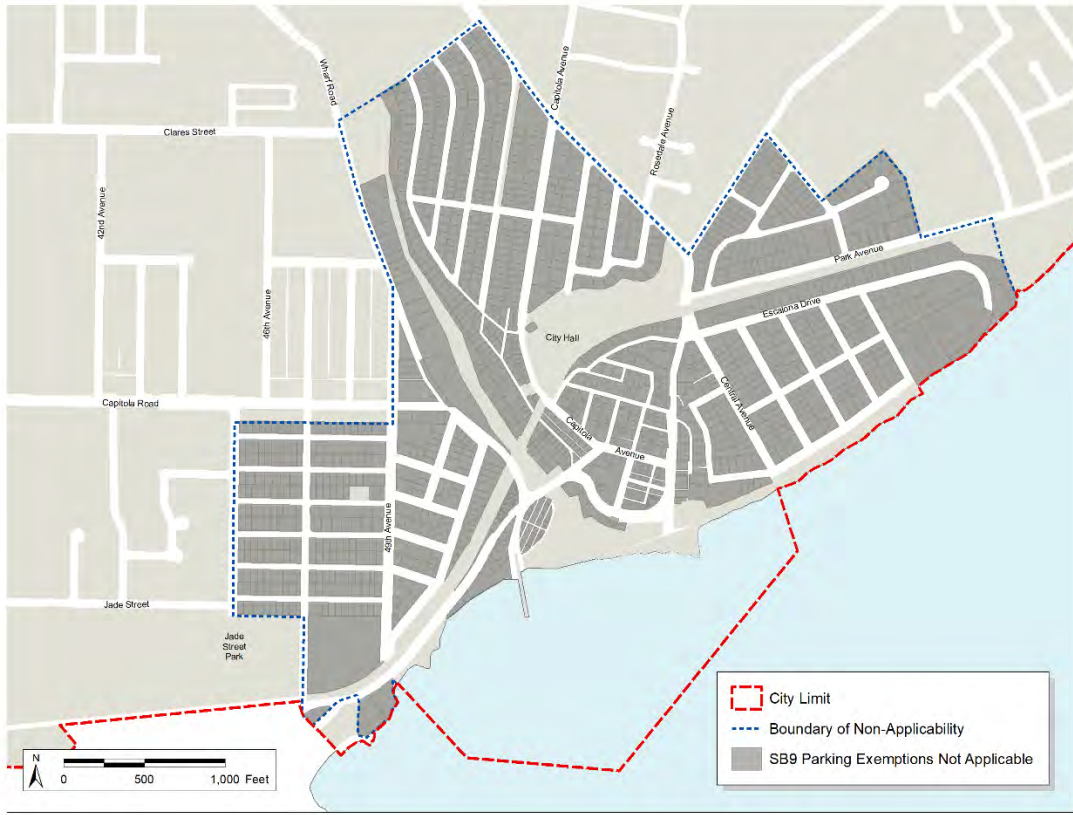 Wharf Road
Capitola Avenue
Rosedale Avenue
Clares Street
42nd Avenue
46th Avenue
Park Avenue
Escalona Drive
City Hall
Central Avenue
Capitola Road
Capitola
Avenue
49th Avenue
Jade Street
Jade
Street
Park
City Limit
Boundary of Non-Applicability
SB9 Parking Exemptions Not Applicable
N
0 500 1,000 Feet